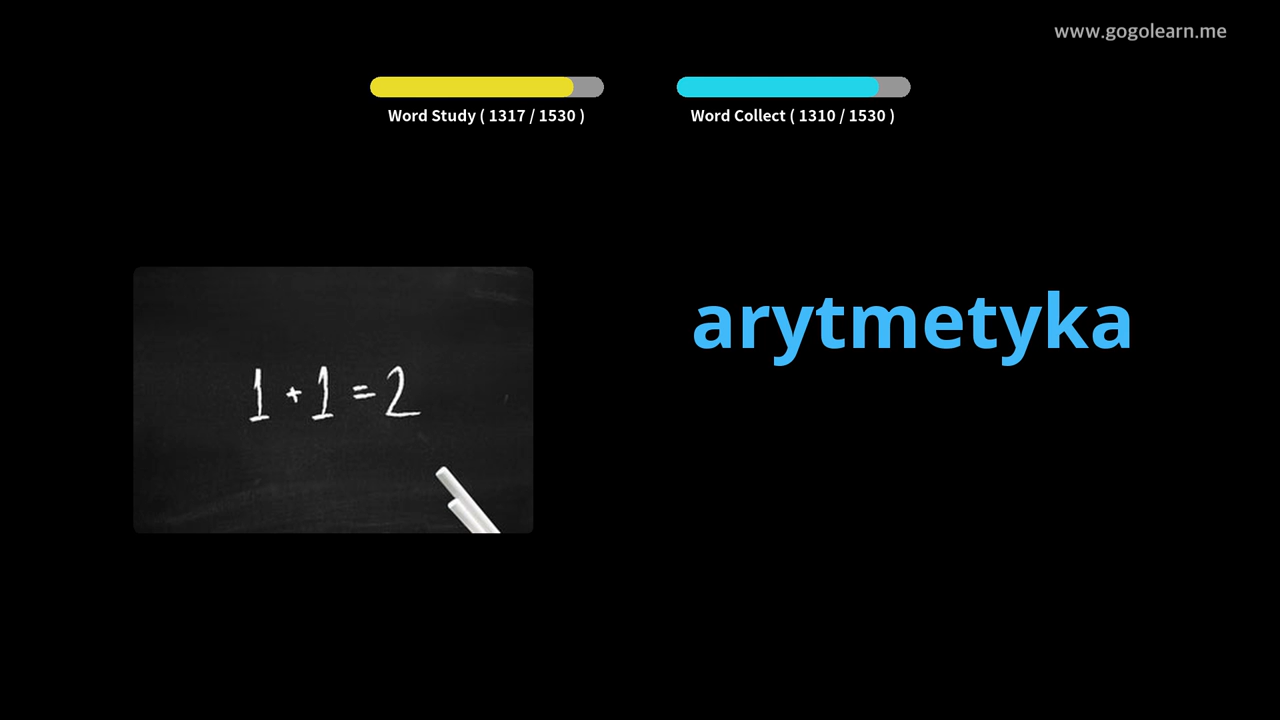 www.gogolearn.me
Word Study ( 1317 / 1530 )
Word Collect ( 1310 / 1530 )
arytmetyka
1 + 1 = 2